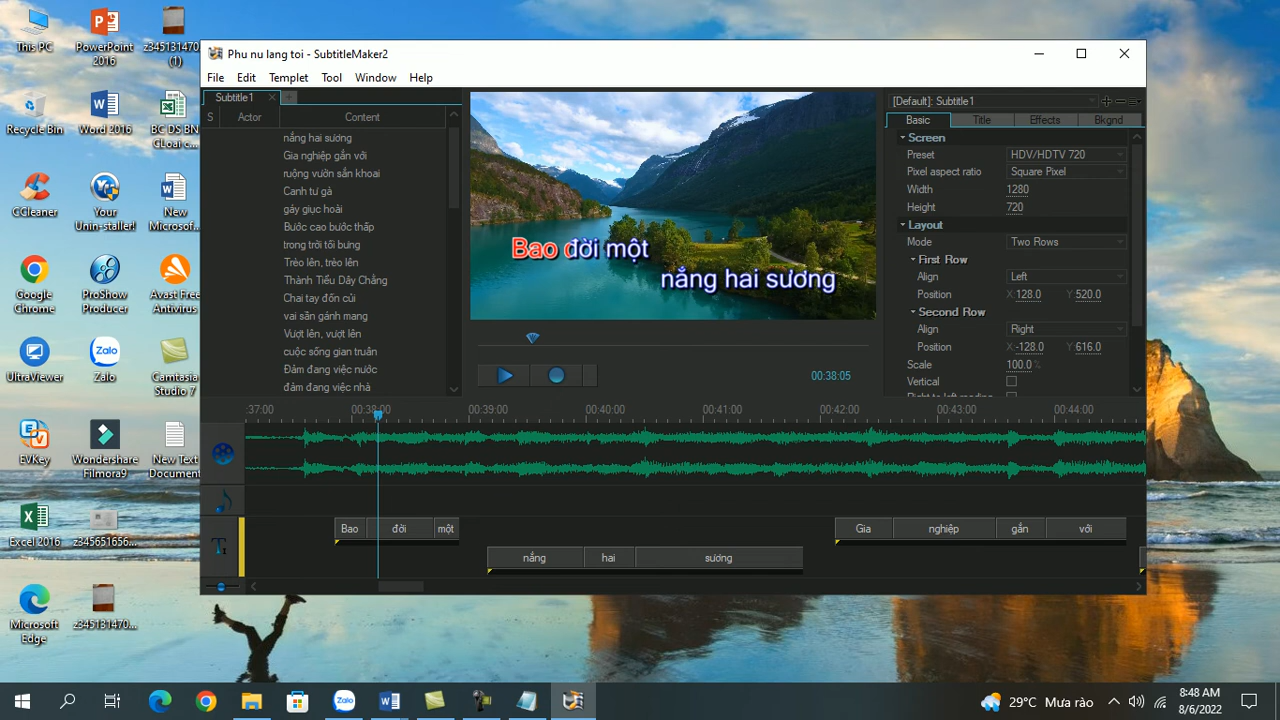 This PC
PowerPoint 2016
z345131470... (1)
Recycle Bin
Word 2016
BC DS BN GLoai c...
CCleaner
Your Unin-staller!
New Microsof...
Google Chrome
ProShow Producer
Avast Free Antivirus
UltraViewer
Zalo
Camtasia Studio 7
EVKey
Wondershare Filmora9
New Text Document
Excel 2016
z345651656...
Microsoft Edge
z345131470...
Phu nu lang toi - SubtitleMaker2
File Edit Templet Tool Window Help
Subtitle1
S Actor Content
nắng hai sương
Gia nghiệp gắn với
ruộng vườn sắn khoai
Canh tư gà
gáy giục hoài
Bước cao bước thấp
trong trời tối bưng
Trèo lên, trèo lên
Thành Tiểu Dãy Chằng
Chai tay đốn củi
vai sần gánh mang
Vượt lên, vượt lên
cuộc sống gian truân
Đảm đang việc nước
đảm đang việc nhà
Bao đời một
nắng hai sương
00:38:05
[Default]: Subtitle1
Basic Title Effects Bkgnd
Screen
Preset HDV/HDTV 720
Pixel aspect ratio Square Pixel
Width 1280
Height 720
Layout
Mode Two Rows
First Row
Align Left
Position X 128.0 Y 520.0
Second Row
Align Right
Position X -128.0 Y 616.0
Scale 100.0 %
Vertical
Right to left reading
:37:00 00:38:00 00:39:00 00:40:00 00:41:00 00:42:00 00:43:00 00:44:00
Bao đời một Gia nghiệp gắn với
nắng hai sương
29°C Mưa rào
8:48 AM
8/6/2022